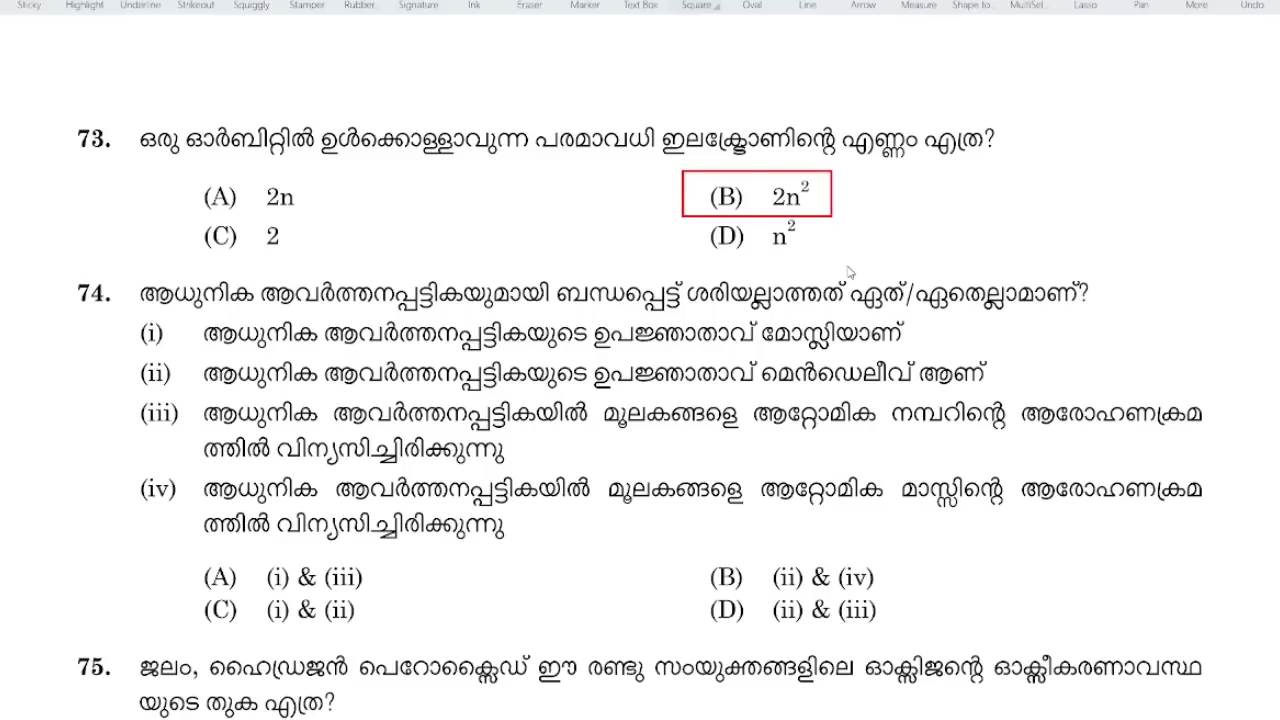 Sticky Highlight Underline Strikeout Squiggly Stamper Rubber.. Signature Ink Eraser Marker Text Box Square Oval Line Arrow Measure Shape to.. MultiSel.. Lasso Pan More Undo
73. ഒരു ഓർബിറ്റിൽ ഉൾക്കൊള്ളാവുന്ന പരമാവധി ഇലക്ട്രോണിന്റെ എണ്ണം എത്ര?
(A) 2n (B) 2n²
(C) 2 (D) n²
74. ആധുനിക ആവർത്തനപ്പട്ടികയുമായി ബന്ധപ്പെട്ട് ശരിയല്ലാത്തത് ഏത്/ഏതെല്ലാമാണ്?
(i) ആധുനിക ആവർത്തനപ്പട്ടികയുടെ ഉപജ്ഞാതാവ് മോസ്ലിയാണ്
(ii) ആധുനിക ആവർത്തനപ്പട്ടികയുടെ ഉപജ്ഞാതാവ് മെൻഡെലീവ് ആണ്
(iii) ആധുനിക ആവർത്തനപ്പട്ടികയിൽ മൂലകങ്ങളെ ആറ്റോമിക നമ്പറിന്റെ ആരോഹണക്രമ
ത്തിൽ വിന്യസിച്ചിരിക്കുന്നു
(iv) ആധുനിക ആവർത്തനപ്പട്ടികയിൽ മൂലകങ്ങളെ ആറ്റോമിക മാസ്സിന്റെ ആരോഹണക്രമ
ത്തിൽ വിന്യസിച്ചിരിക്കുന്നു
(A) (i) & (iii) (B) (ii) & (iv)
(C) (i) & (ii) (D) (ii) & (iii)
75. ജലം, ഹൈഡ്രജൻ പെറോക്സൈഡ് ഈ രണ്ടു സംയുക്തങ്ങളിലെ ഓക്സിജന്റെ ഓക്സീകരണാവസ്ഥ
യുടെ തുക എത്ര?